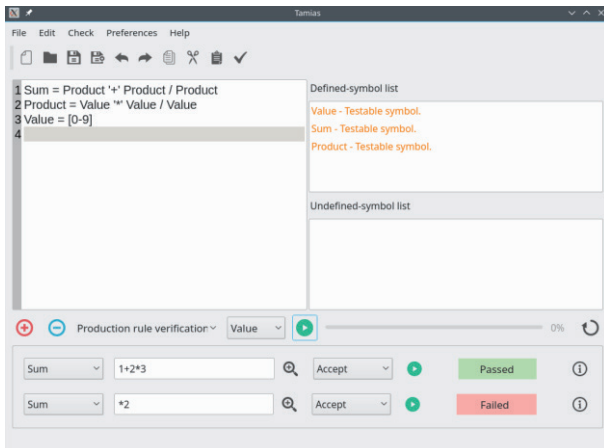 Tamias
File Edit Check Preferences Help
1 Sum = Product '+' Product / Product
2 Product = Value '*' Value / Value
3 Value = [0-9]
4
Defined-symbol list
Value - Testable symbol.
Sum - Testable symbol.
Product - Testable symbol.
Undefined-symbol list
Production rule verification Value 0%
Sum 1+2*3 Accept Passed
Sum *2 Accept Failed